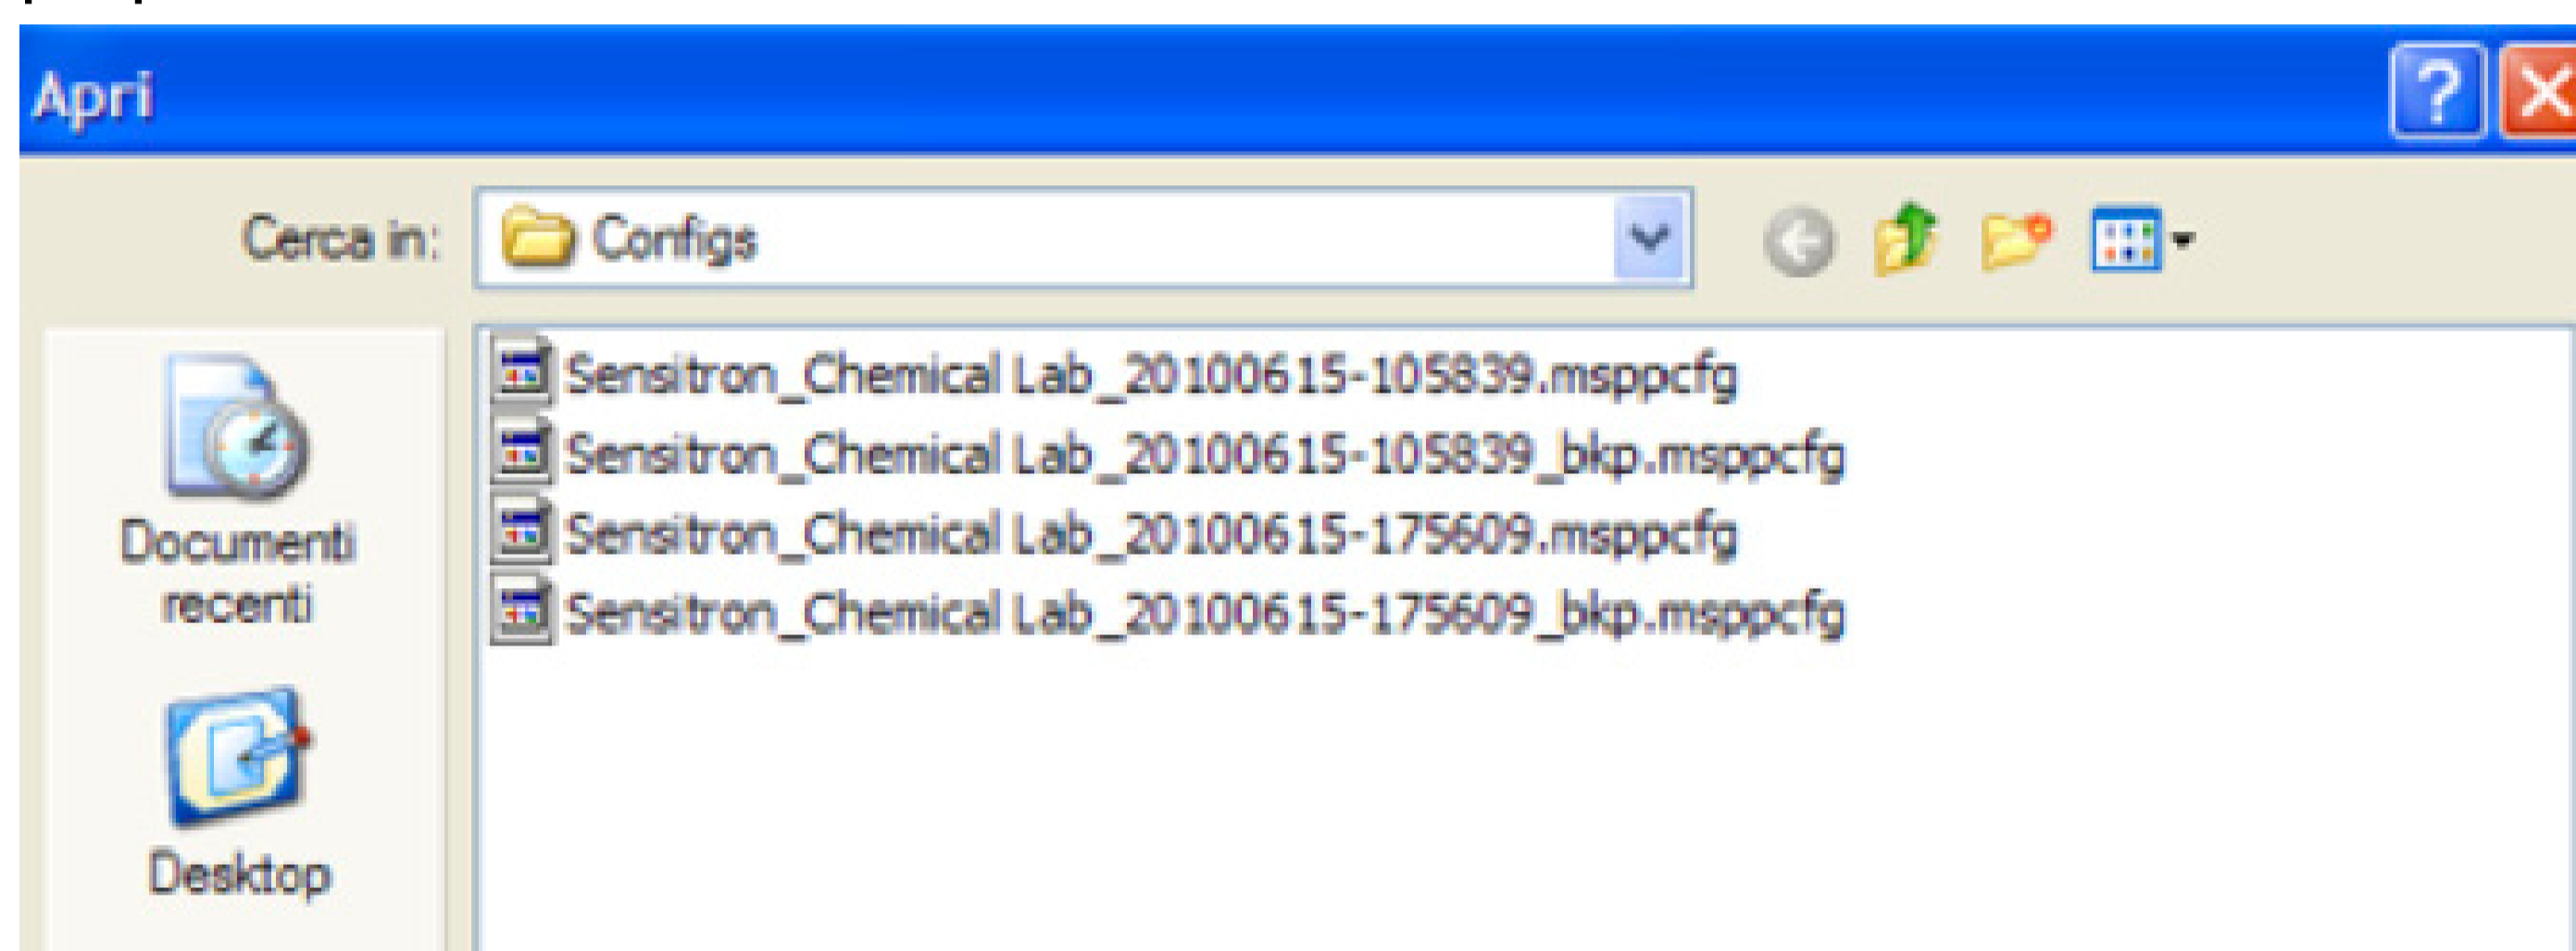 Apri
Cerca in: Configs
Sensitron_Chemical Lab_20100615-105839.msppcfg
Sensitron_Chemical Lab_20100615-105839_bkp.msppcfg
Sensitron_Chemical Lab_20100615-175609.msppcfg
Sensitron_Chemical Lab_20100615-175609_bkp.msppcfg
Documenti
recenti
Desktop